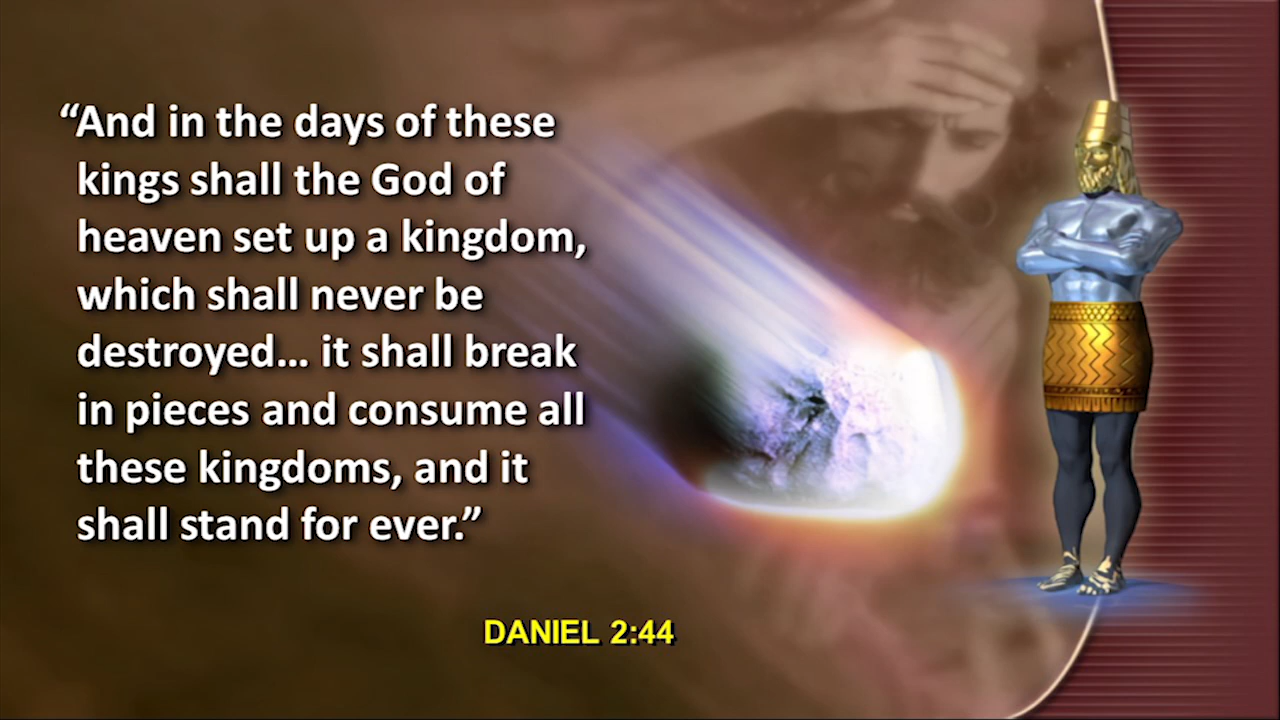 “And in the days of these
kings shall the God of
heaven set up a kingdom,
which shall never be
destroyed... it shall break
in pieces and consume all
these kingdoms, and it
shall stand for ever.”
DANIEL 2:44